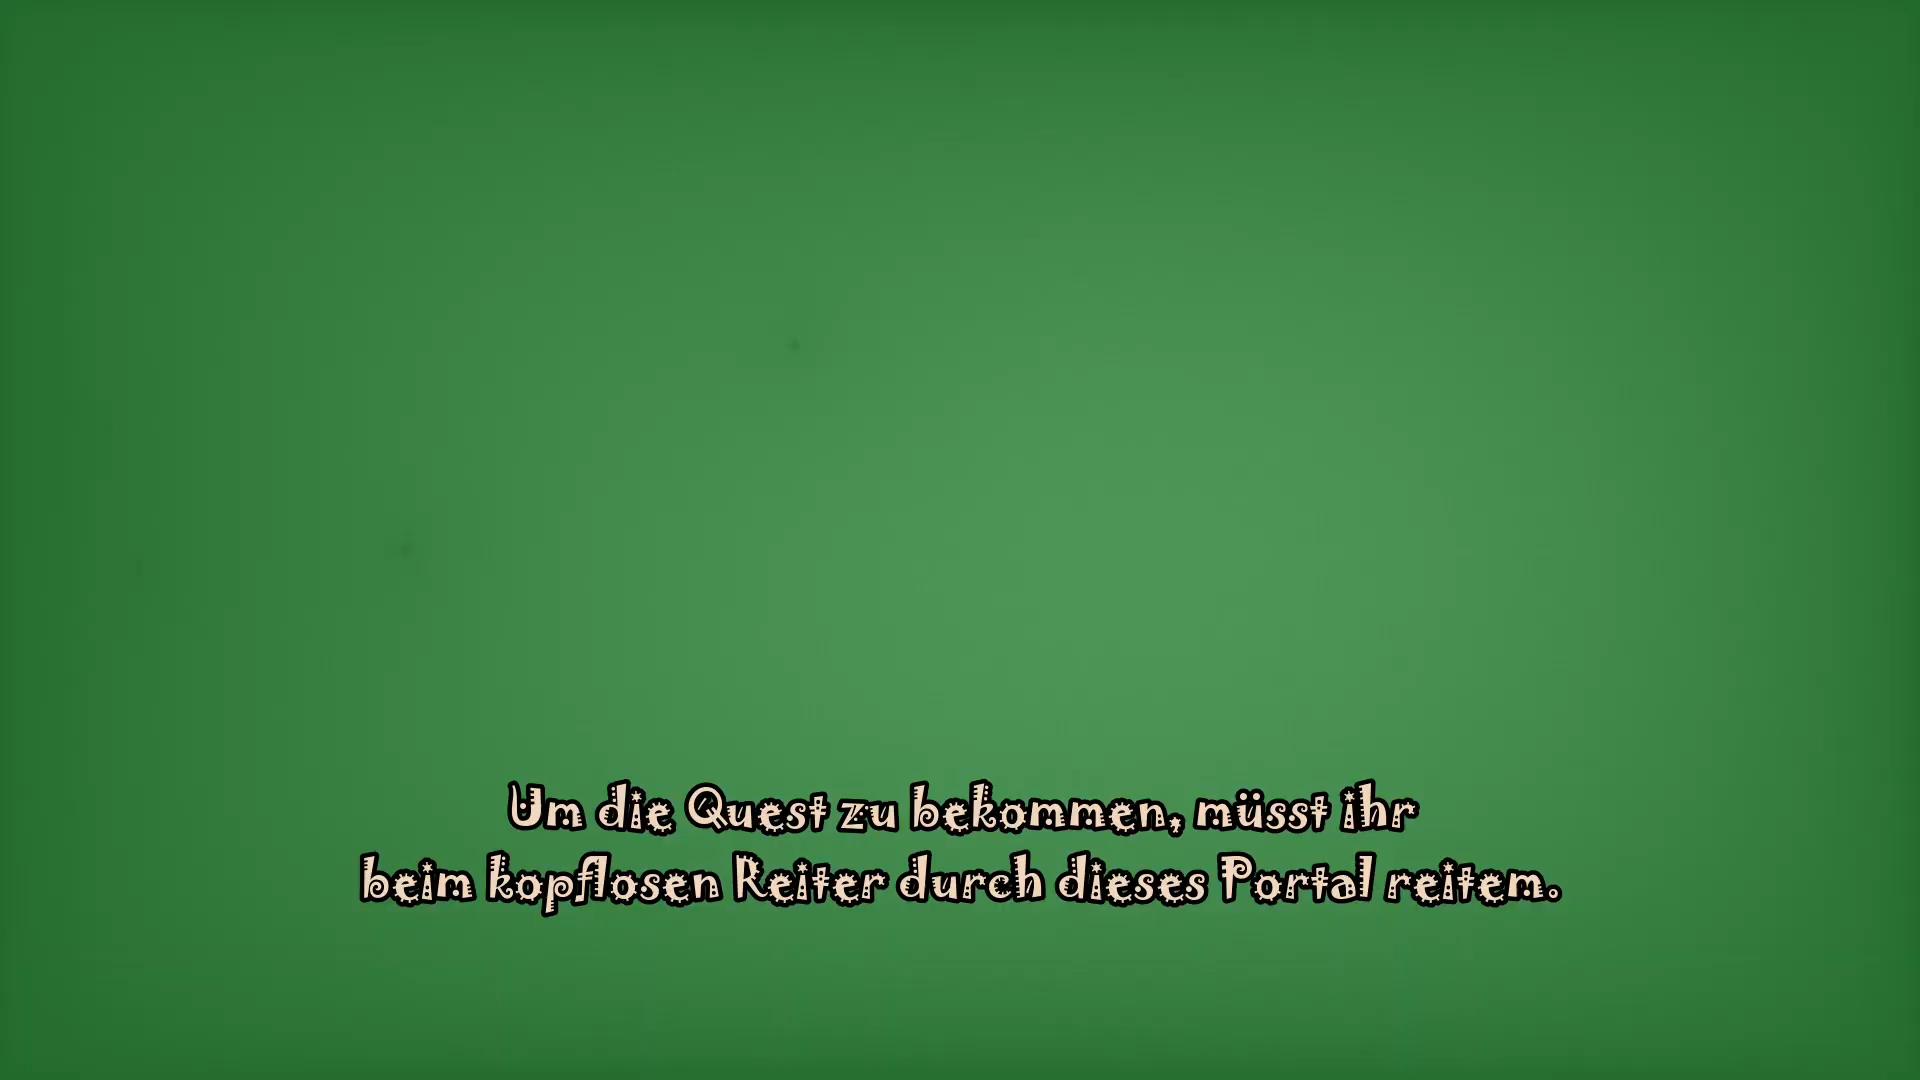 Um die Quest zu bekommen, müsst ihr
beim kopflosen Reiter durch dieses Portal reitem.